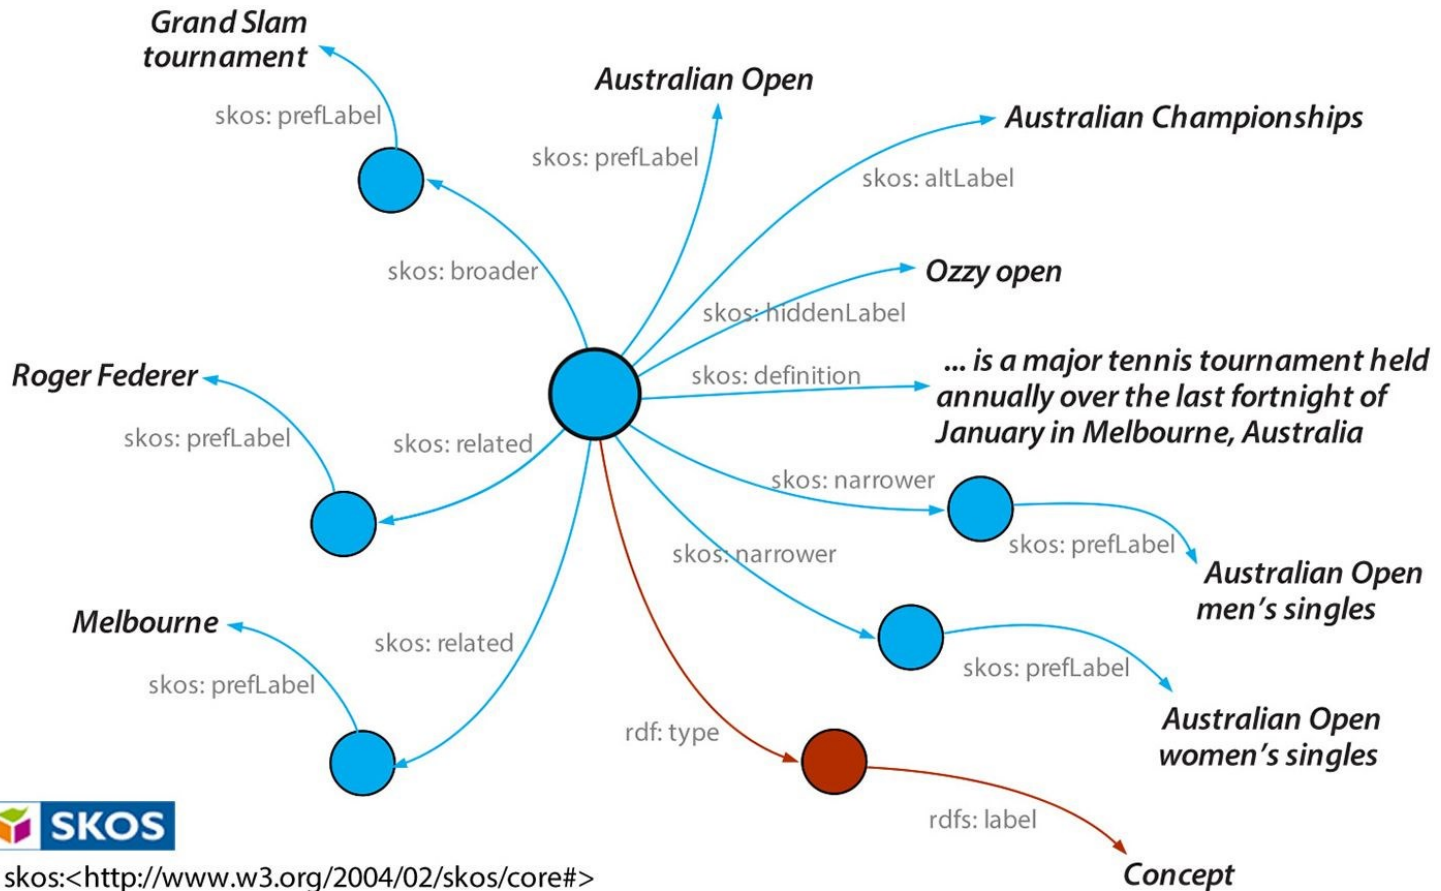 Grand Slam
tournament
skos: prefLabel
Australian Open
skos: prefLabel
Australian Championships
skos: altLabel
skos: broader
Ozzy open
skos: hiddenLabel
... is a major tennis tournament held
annually over the last fortnight of
January in Melbourne, Australia
skos: definition
Roger Federer
skos: prefLabel
skos: related
skos: narrower
skos: prefLabel
Australian Open
men's singles
skos: narrower
Melbourne
skos: prefLabel
skos: related
skos: prefLabel
Australian Open
women's singles
rdf: type
rdfs: label
Concept
SKOS
skos:<http://www.w3.org/2004/02/skos/core#>